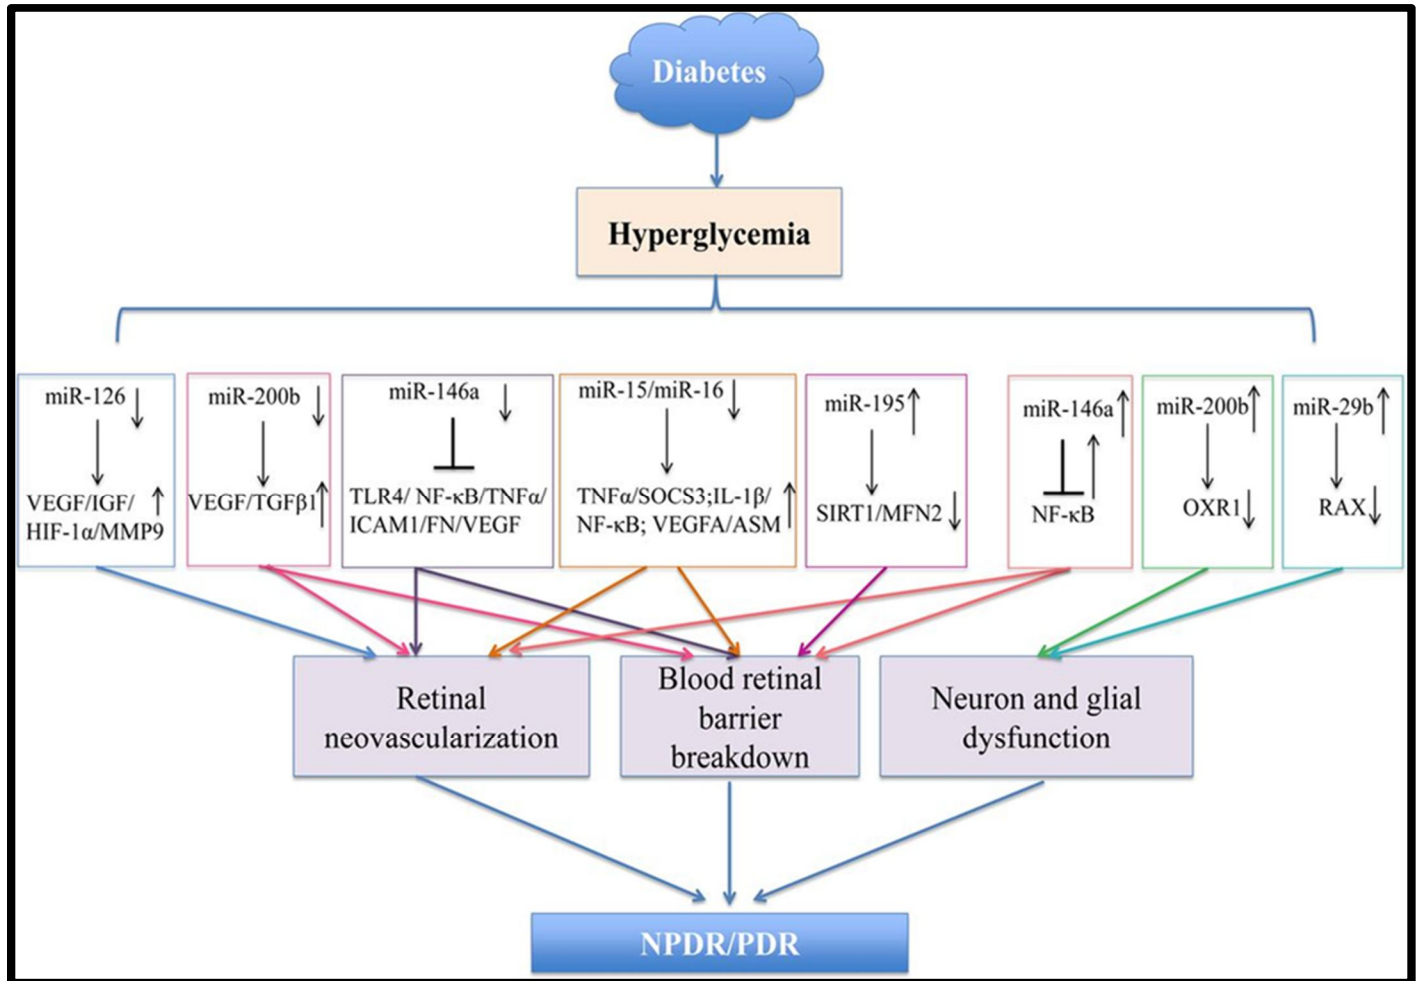 Diabetes
Hyperglycemia
miR-126
VEGF/IGF/
HIF-1α/MMP9
miR-200b
VEGF/TGFβ1
miR-146a
TLR4/ NF-κB/TNFα/
ICAM1/FN/VEGF
miR-15/miR-16
TNFα/SOCS3;IL-1β/
NF-κB; VEGFA/ASM
miR-195
SIRT1/MFN2
miR-146a
NF-κB
miR-200b
OXR1
miR-29b
RAX
Retinal
neovascularization
Blood retinal
barrier
breakdown
Neuron and glial
dysfunction
NPDR/PDR